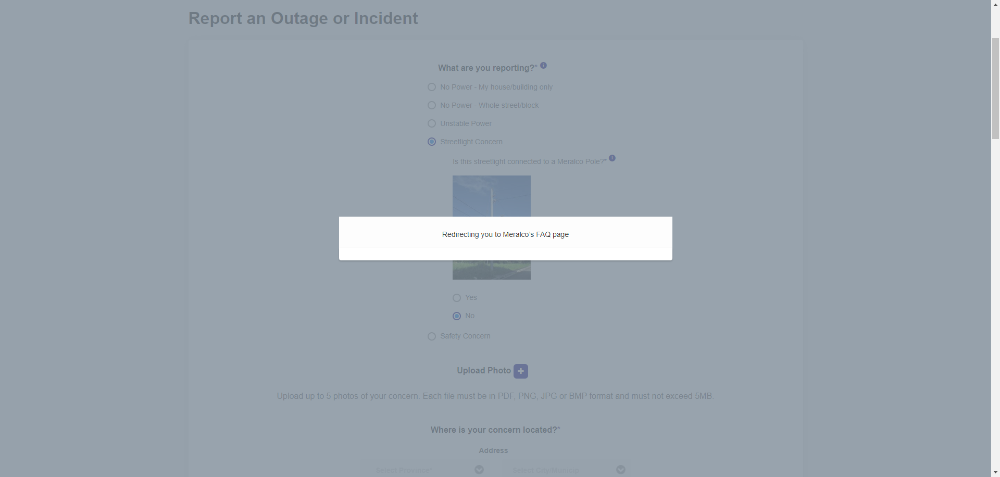 Report an Outage or Incident
What are you reporting?*
No Power - My house/building only
No Power - Whole street/block
Unstable Power
Streetlight Concern
Is this streetlight connected to a Meralco Pole?*
Redirecting you to Meralco’s FAQ page
Yes
No
Safety Concern
Upload Photo
Upload up to 5 photos of your concern. Each file must be in PDF, PNG, JPG or BMP format and must not exceed 5MB.
Where is your concern located?*
Address
Select Province* Select City/Municip